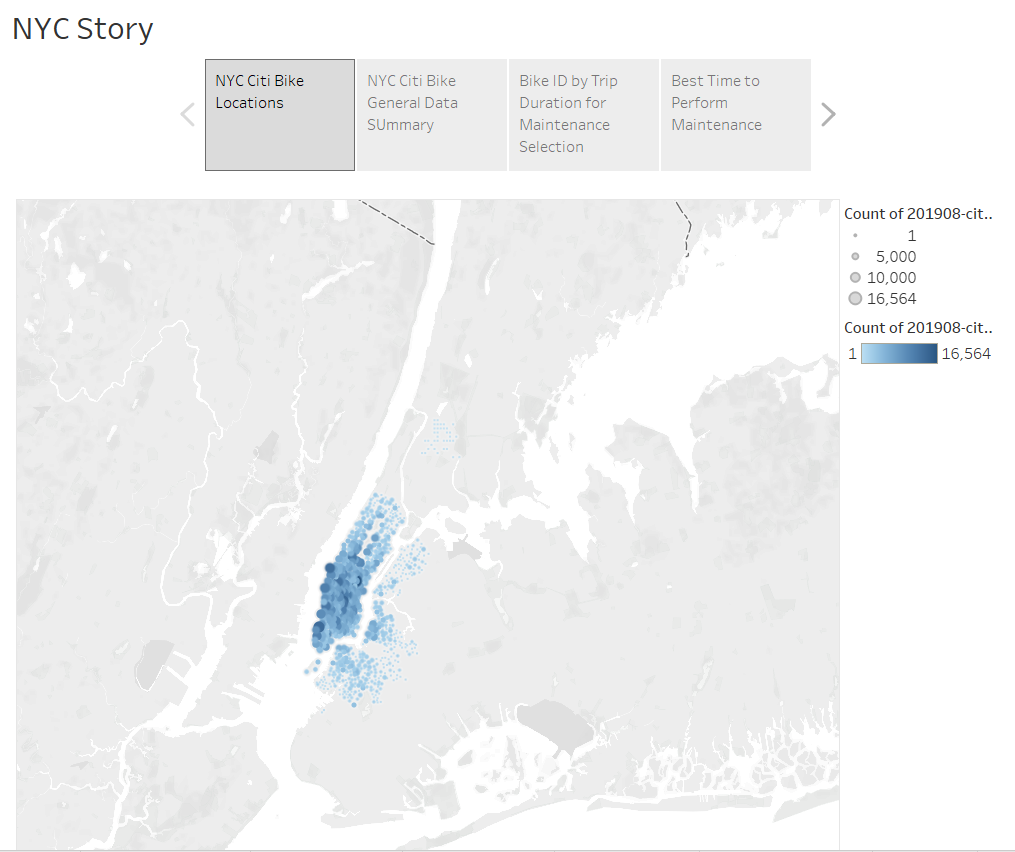 NYC Story
NYC Citi Bike
Locations
NYC Citi Bike
General Data
SUmmary
Bike ID by Trip
Duration for
Maintenance
Selection
Best Time to
Perform
Maintenance
Count of 201908-cit..
1
5,000
10,000
16,564
Count of 201908-cit..
1 16,564